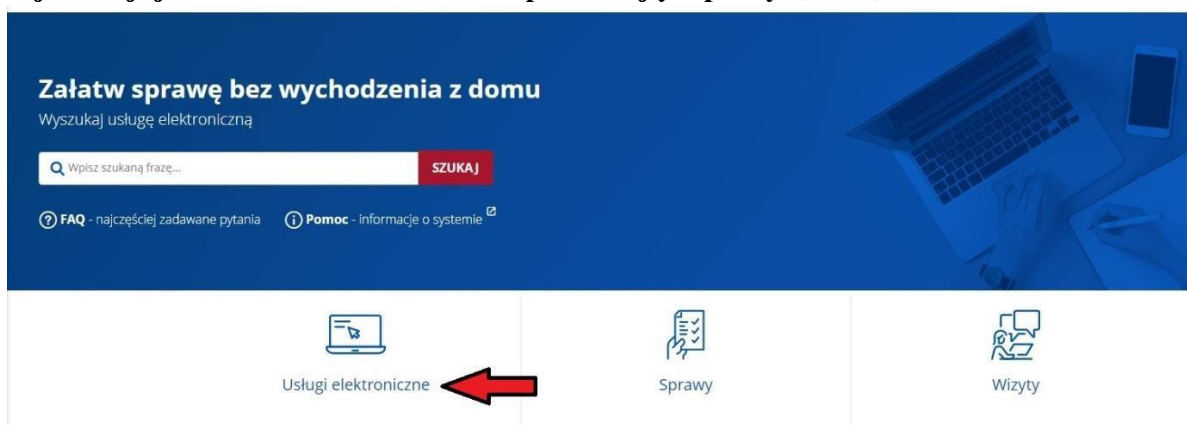 Załatw sprawę bez wychodzenia z domu
Wyszukaj usługę elektroniczną
Wpisz szukaną frazę...
SZUKAJ
FAQ - najczęściej zadawane pytania
Pomoc - informacje o systemie
Usługi elektroniczne
Sprawy
Wizyty